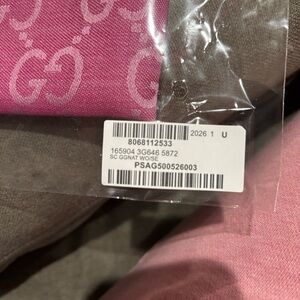 2026 1 U
8068112533
165904 3G646 5872
SC GGNAT WO/SE
PSAG500526003